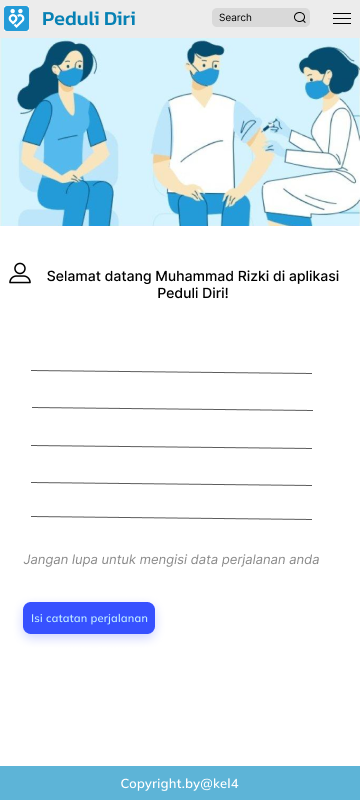 Peduli Diri
Search
Selamat datang Muhammad Rizki di aplikasi
Peduli Diri!
Jangan lupa untuk mengisi data perjalanan anda
Isi catatan perjalanan
Copyright.by@kel4